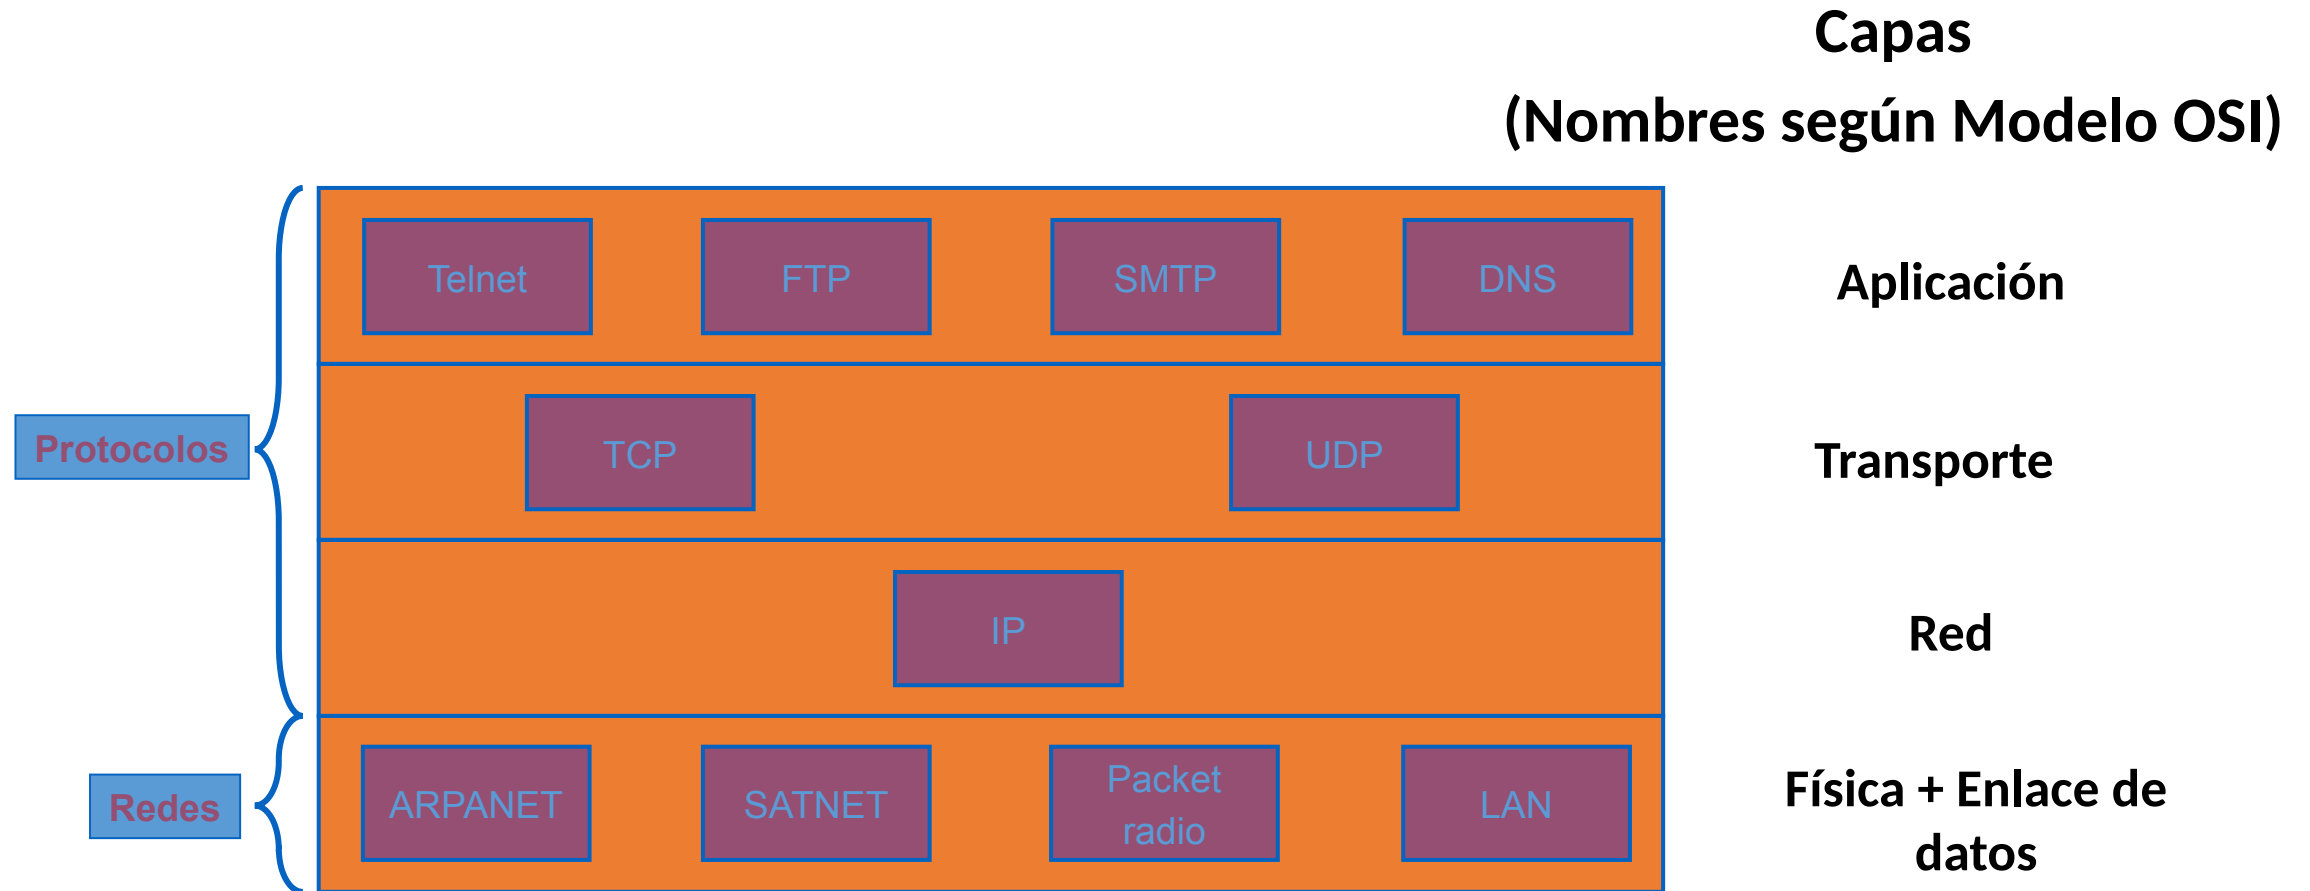 Capas
(Nombres según Modelo OSI)
Telnet
FTP
SMTP
DNS
Aplicación
Protocolos
TCP
UDP
Transporte
IP
Red
Redes
ARPANET
SATNET
Packet
radio
LAN
Física + Enlace de
datos